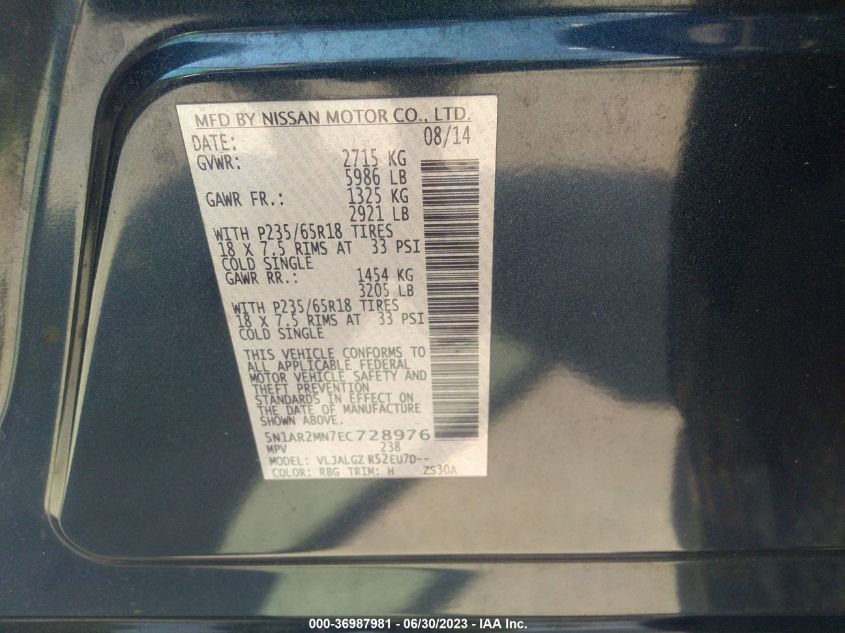 MFD BY NISSAN MOTOR CO., LTD.
DATE: 08/14
GVWR: 2715 KG
5986 LB
GAWR FR.: 1325 KG
2921 LB
WITH P235/65R18 TIRES
18 X 7.5 RIMS AT 33 PSI
COLD SINGLE
GAWR RR.: 1454 KG
3205 LB
WITH P235/65R18 TIRES
18 X 7.5 RIMS AT 33 PSI
COLD SINGLE
THIS VEHICLE CONFORMS TO
ALL APPLICABLE FEDERAL
MOTOR VEHICLE SAFETY AND
THEFT PREVENTION
STANDARDS IN EFFECT ON
THE DATE OF MANUFACTURE
SHOWN ABOVE.
5N1AR2MN7EC728976
MPV 238
MODEL: VLJALGZ R52EU7D--
COLOR: RBG TRIM: H ZS30A
000-36987981 / 06/30/2023 - IAA Inc.